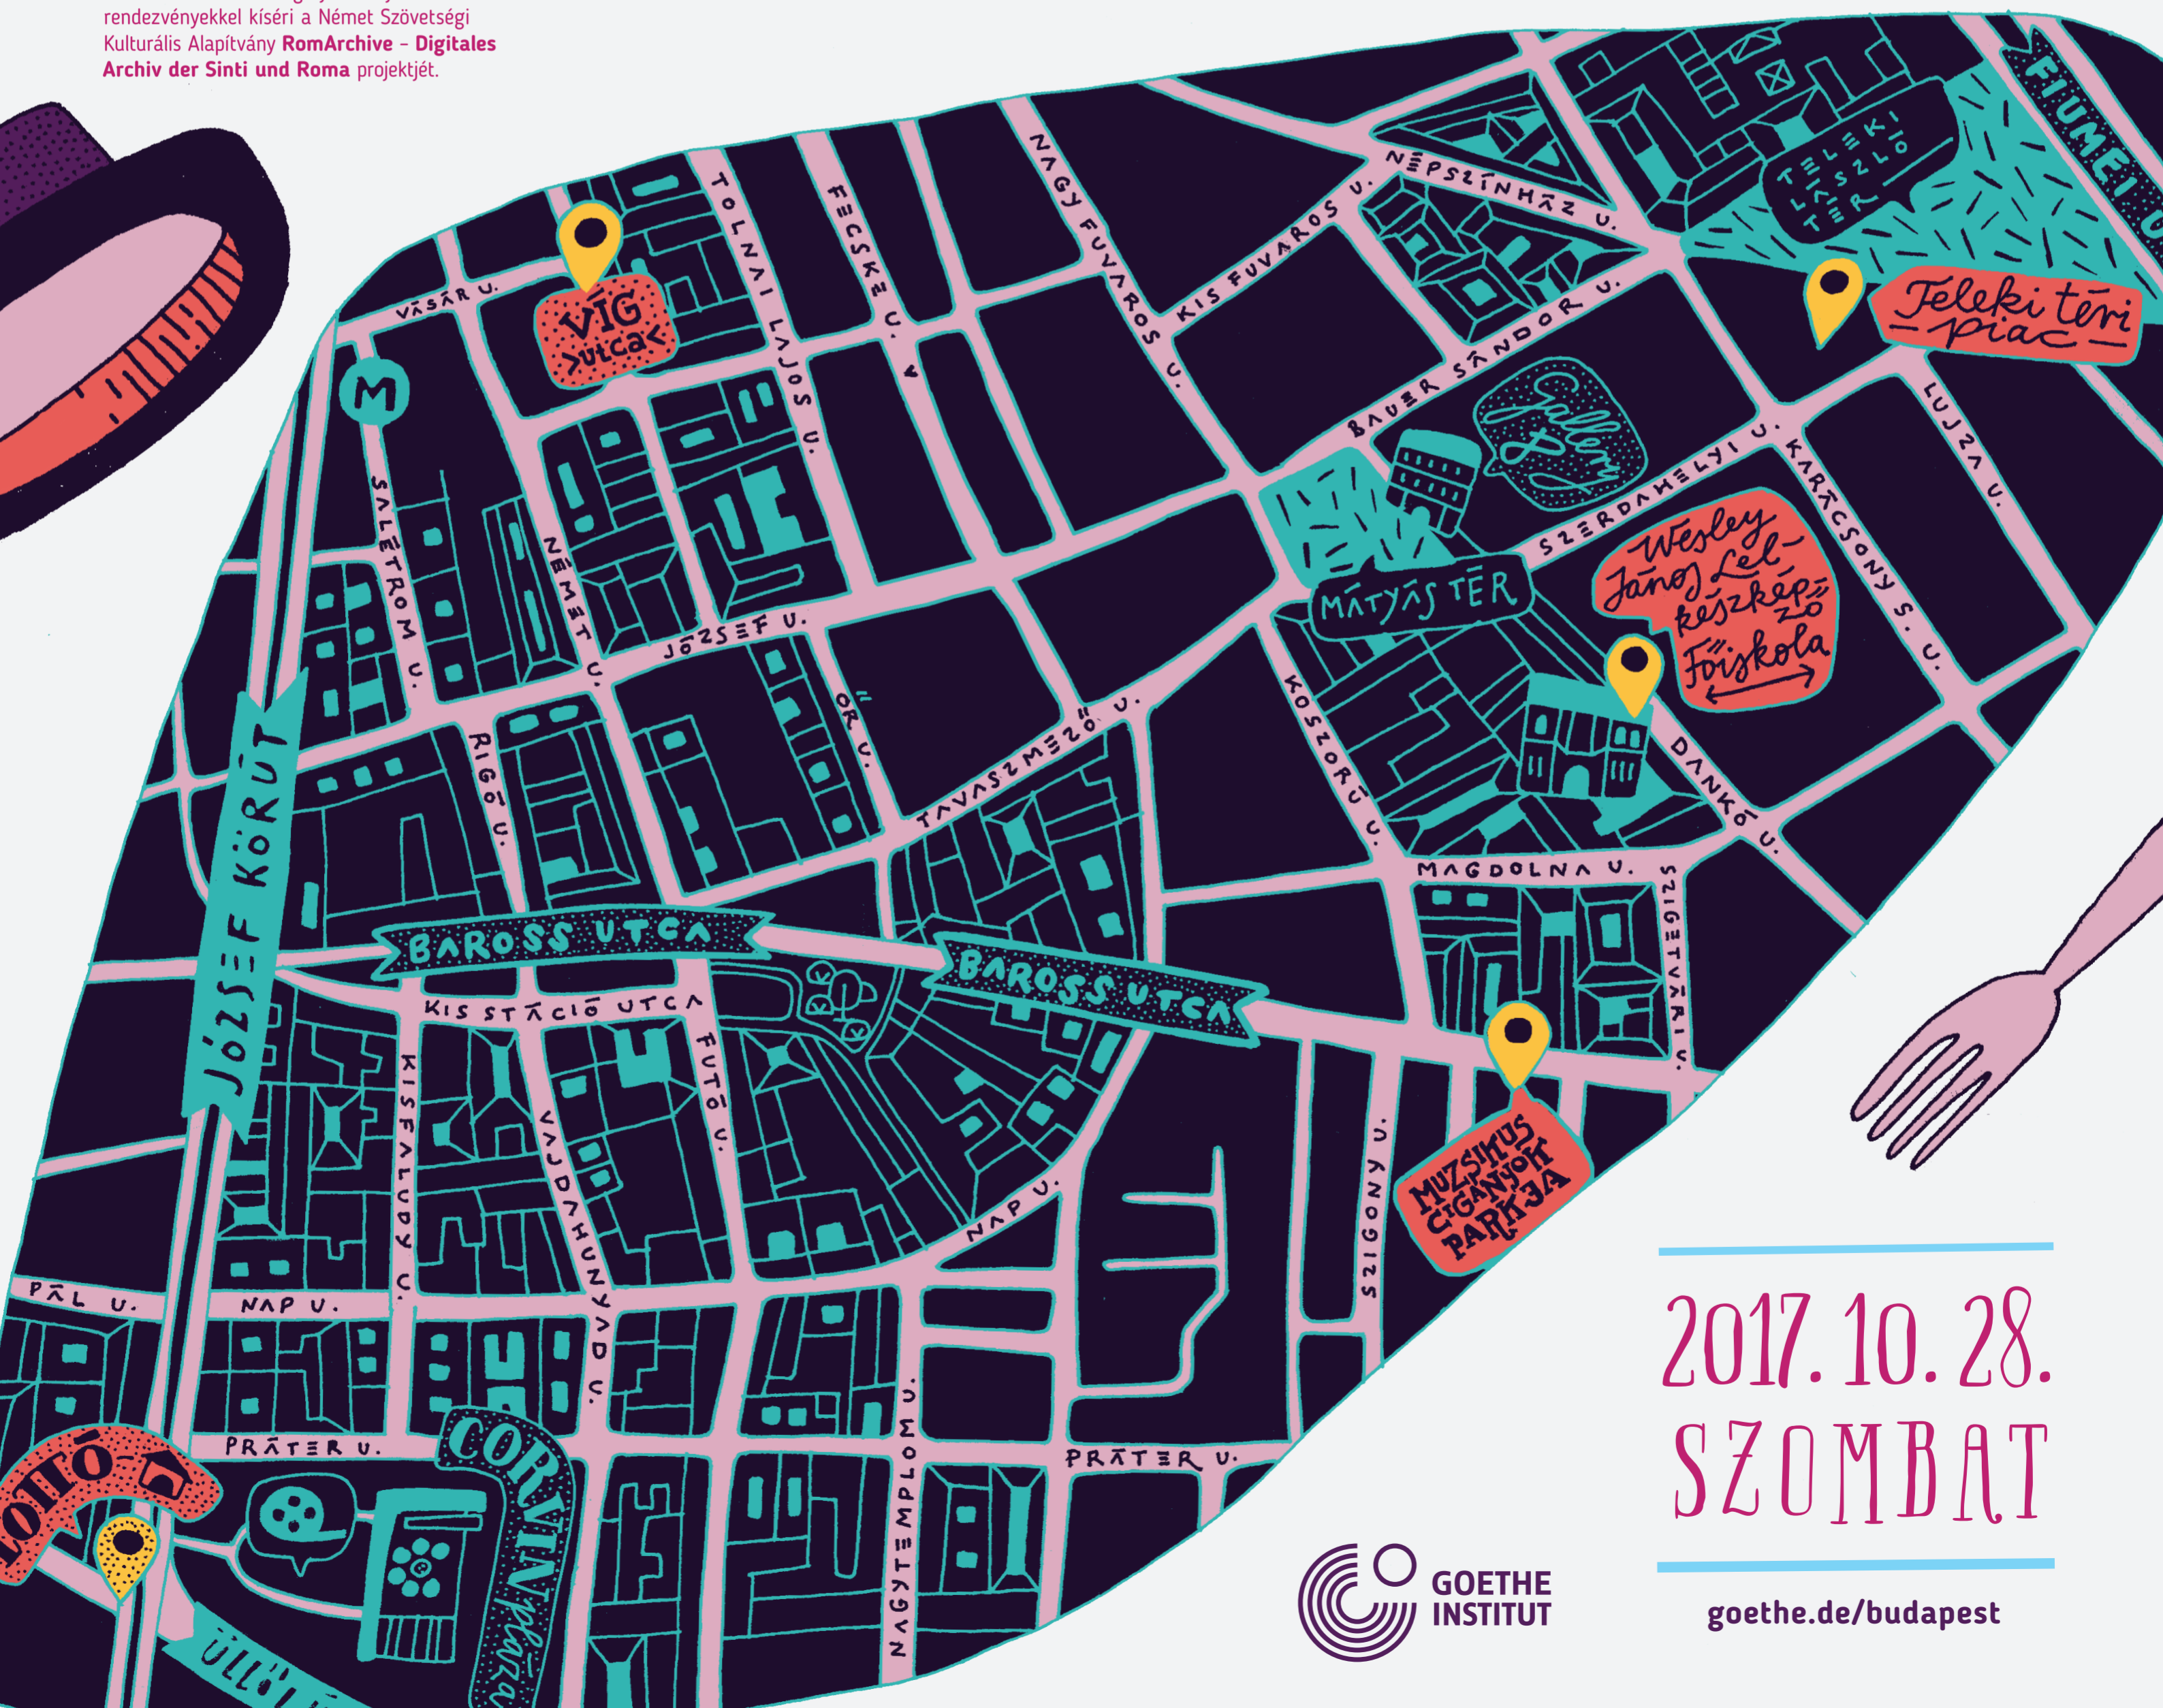 rendezvényekkel kíséri a Német Szövetségi
Kulturális Alapítvány RomArchive – Digitales
Archiv der Sinti und Roma projektjét.
FIUMEI Ú
TELEKI
LÁSZLÓ
TÉR
NÉPSZÍNHÁZ U.
NAGY FUVAROS U.
KIS FUVAROS U.
TOLNAI LAJOS U.
FECSKE U.
VÁSÁR U.
VÍG
>utca<
Teleki téri
piac
M
BAUER SÁNDOR U.
Gallery
LUJZA U.
SZERDAHELYI U.
KARÁCSONY S. U.
SALÉTROM U.
NÉMET U.
Wesley
János Lel-
készkép=
ző
Főiskola
MÁTYÁS TÉR
JÓZSEF U.
ŐR U.
KOSZORÚ U.
DANKÓ U.
TAVASZMEZŐ U.
RIGÓ U.
JÓZSEF KÖRÚT
MAGDOLNA U.
SZIGETVÁRI U.
BAROSS UTCA
BAROSS UTCA
KIS STÁCIÓ UTCA
FUTÓ U.
KISFALUDY U.
VAJDAHUNYAD U.
SZIGONY U.
MUZSIKUS
CIGÁNYOK
PARKJA
NAP U.
PÁL U.
NAP U.
NAGYTEMPLOM U.
PRÁTER U.
PRÁTER U.
CORVIN pláza
ÜLLŐI
2017. 10. 28.
SZOMBAT
GOETHE
INSTITUT
goethe.de/budapest